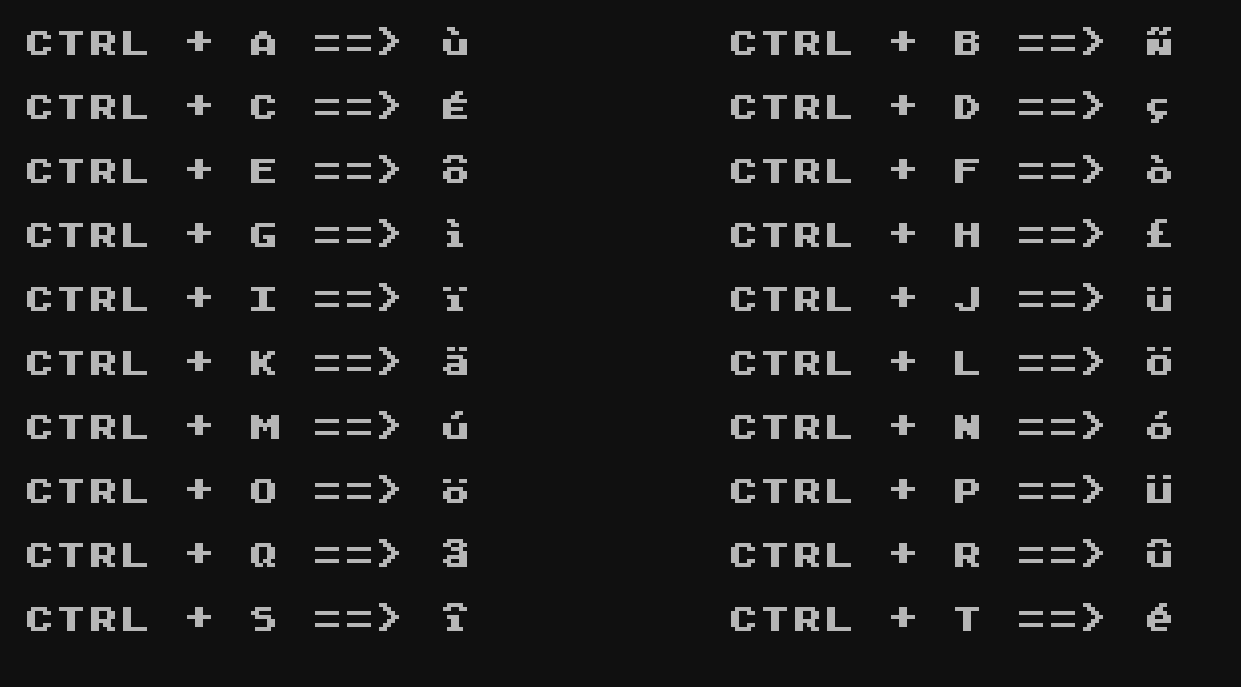 CTRL + A ==> ù CTRL + B ==> Ñ
CTRL + C ==> É CTRL + D ==> ç
CTRL + E ==> ô CTRL + F ==> ò
CTRL + G ==> ì CTRL + H ==> £
CTRL + I ==> ï CTRL + J ==> ü
CTRL + K ==> ä CTRL + L ==> Ö
CTRL + M ==> ú CTRL + N ==> ó
CTRL + O ==> ö CTRL + P ==> Ü
CTRL + Q ==> â CTRL + R ==> û
CTRL + S ==> î CTRL + T ==> é